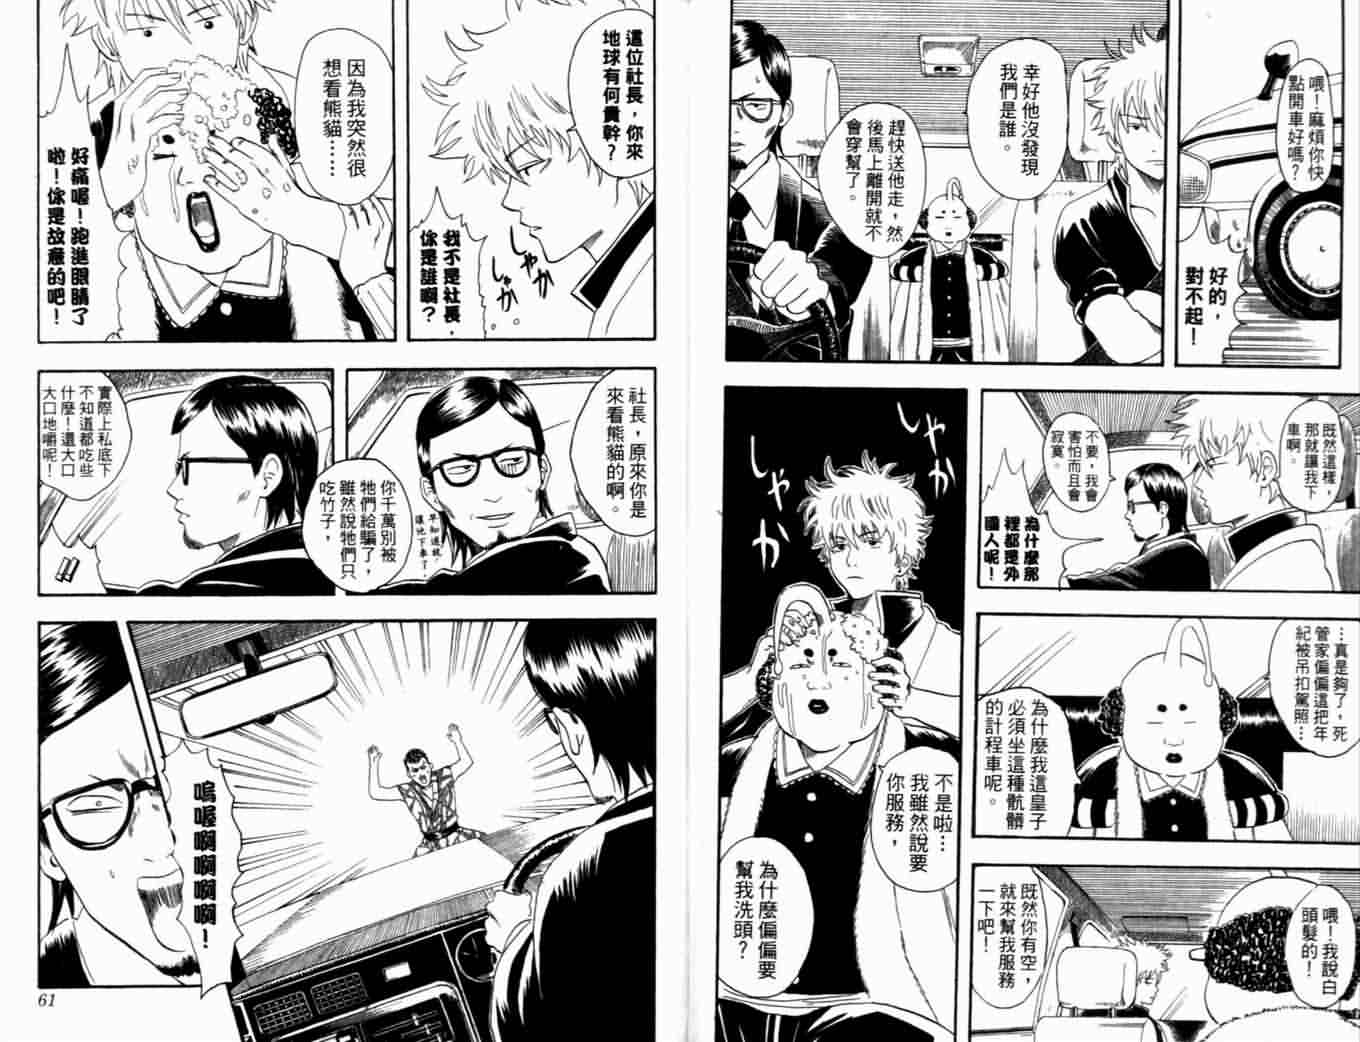 喂！麻煩你快
點開車好嗎？
好的，
對不起！
幸好他沒發現
我們是誰。
趕快送他走，然
後馬上離開就不
會穿幫了。
既然這樣，
那就讓我下
車啊。
不要，我會
害怕而且會
寂寞。
為什麼那
裡都是外
國人呢！
…真是夠了，死
管家偏偏這把年
紀被吊扣駕照…
為什麼我這皇子
必須坐這種骯髒
的計程車呢。
喂！我說白
頭髮的！
既然你有空，
就來幫我服務
一下吧！
しゃか
しゃか
不是啦…
我雖然說要
你服務，
為什麼偏偏要
幫我洗頭？
這位社長，你來
地球有何貴幹？
我不是社長，
你是誰啊？
しゃか
しゃか
因為我突然很
想看熊貓……
好痛喔！跑進眼睛了
啦！你是故意的吧！
社長，原來你是
來看熊貓的啊。
早知道就
讓他下車了…
你千萬別被
牠們給騙了，
雖然說牠們只
吃竹子，
實際上私底下
不知道都吃些
什麼！還大口
大口地嚼呢！
!!
嗚喔啊啊啊啊！
61